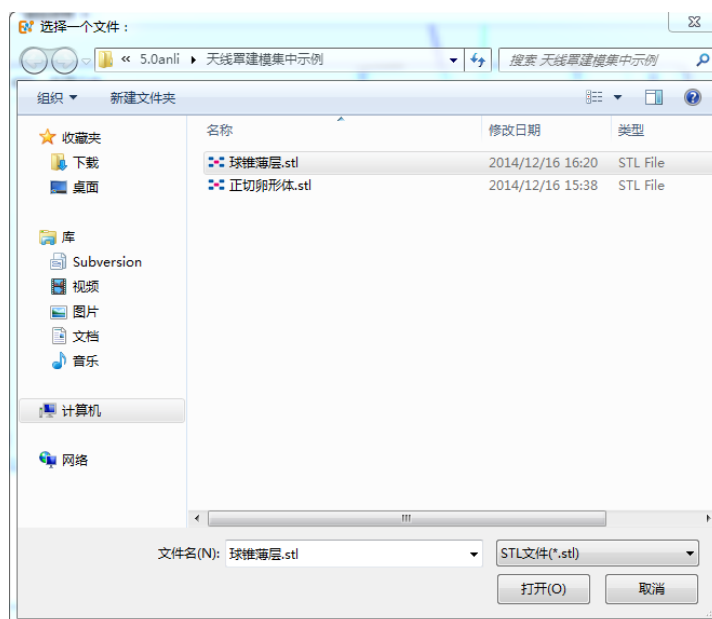 选择一个文件：
« 5.0anli ▸ 天线罩建模集中示例
搜索 天线罩建模集中示例
组织 新建文件夹
名称 修改日期 类型
收藏夹
下载
桌面
库
Subversion
视频
图片
文档
音乐
计算机
网络
球锥薄层.stl 2014/12/16 16:20 STL File
正切卵形体.stl 2014/12/16 15:38 STL File
文件名(N): 球锥薄层.stl STL文件(*.stl)
打开(O) 取消